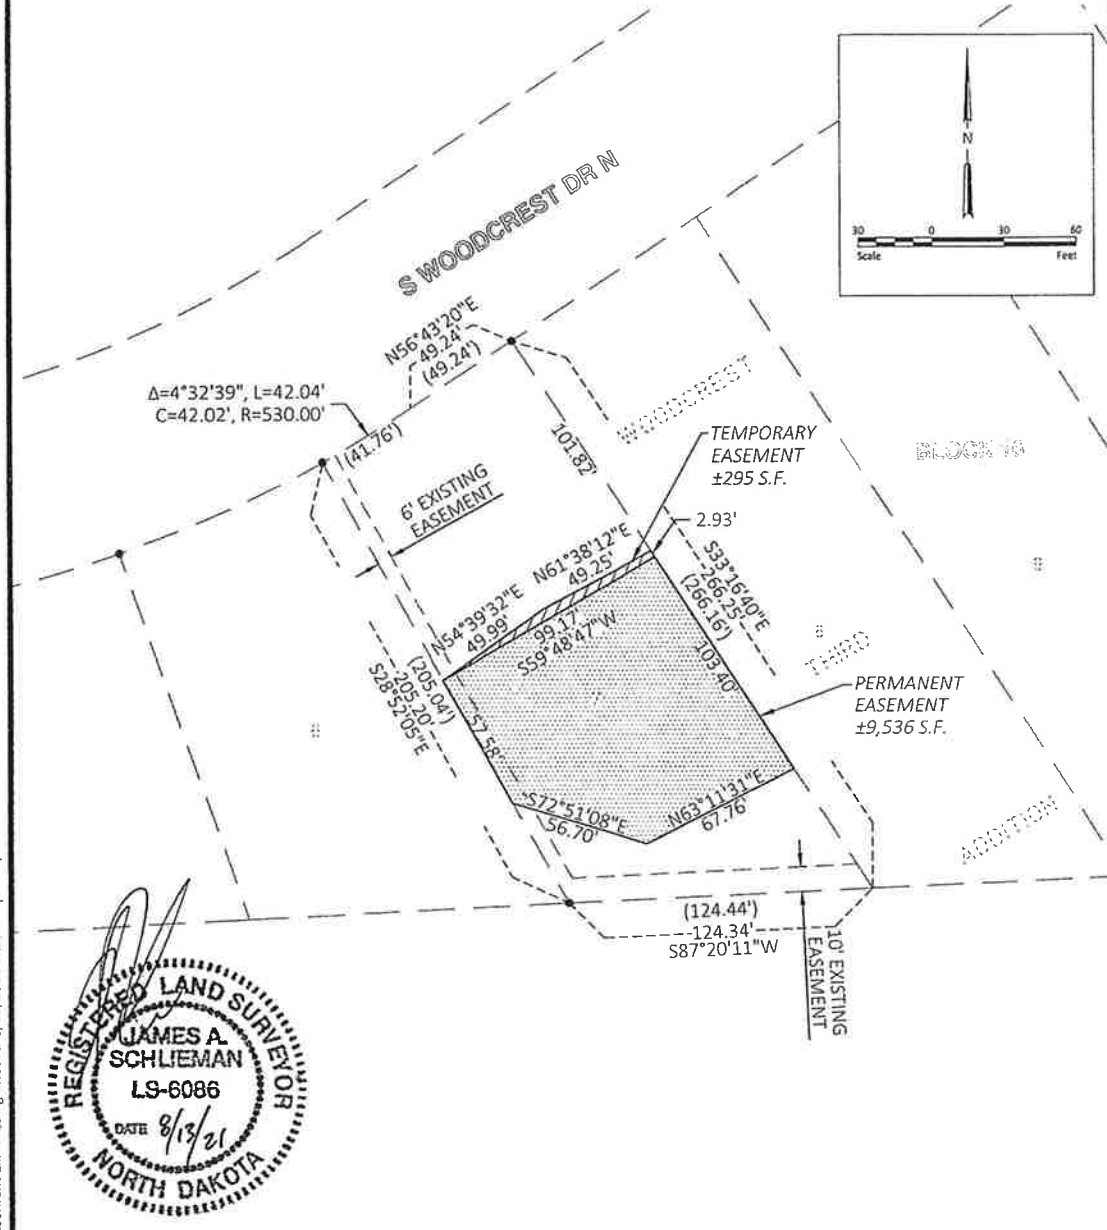 S WOODCREST DR N
N
30 0 30 60
Scale Feet
N56°43'20"E
49.24'
(49.24')
Δ=4°32'39", L=42.04'
C=42.02', R=530.00'
(41.76')
6' EXISTING
EASEMENT
101.82'
WOODCREST
BLOCK
TEMPORARY
EASEMENT
±295 S.F.
2.93'
N61°38'12"E
49.25'
N54°39'32"E
49.99'
99.17'
S59°48'47"W
S33°16'40"E
266.25'
(266.16')
103.40'
8
THIRD
PERMANENT
EASEMENT
±9,536 S.F.
(205.04')
205.20'
S28°52'05"E
57.58'
S72°51'08"E
56.70'
N63°11'31"E
67.76'
ADDITION
(124.44')
124.34'
S87°20'11"W
10' EXISTING
EASEMENT
REGISTERED LAND SURVEYOR
JAMES A.
SCHLIEMAN
LS-6086
DATE 8/13/21
NORTH DAKOTA